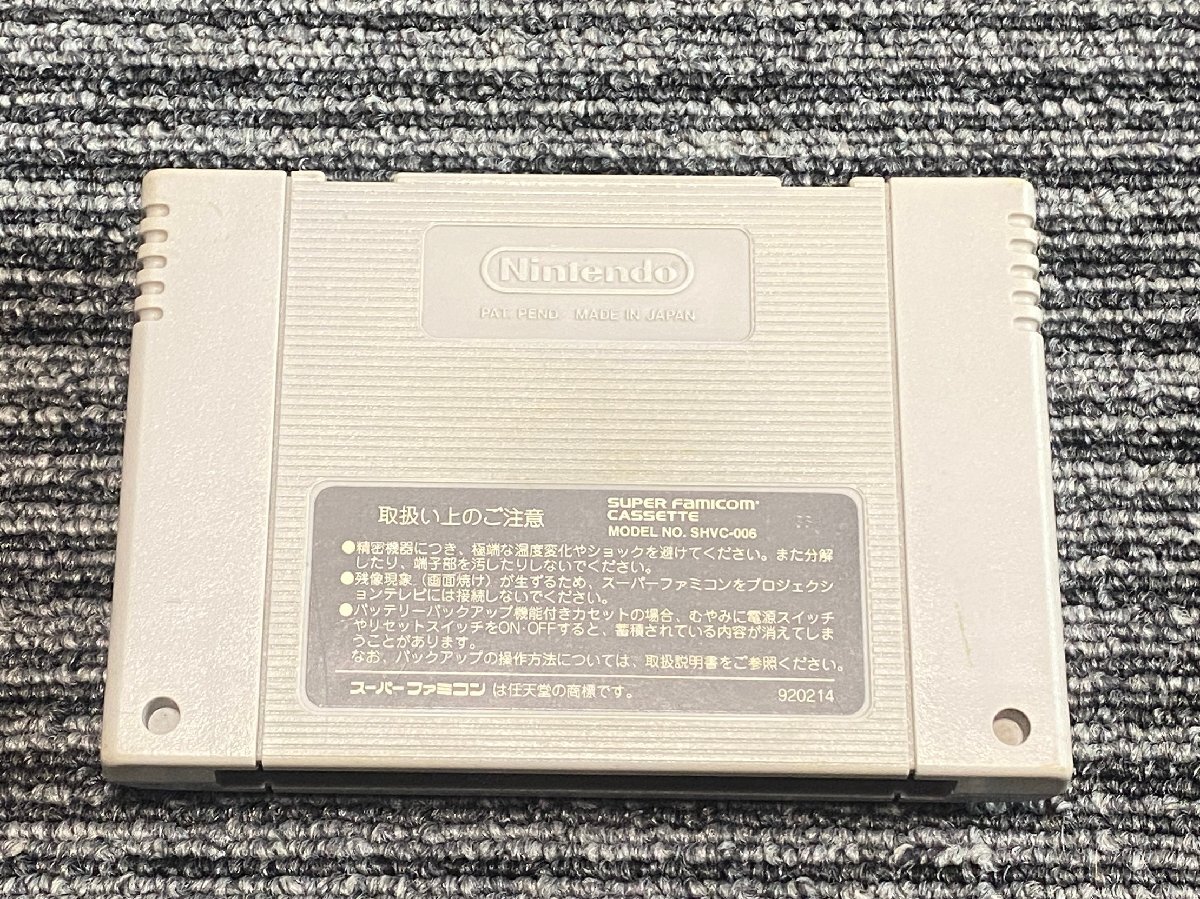 Nintendo
PAT. PEND. MADE IN JAPAN
取扱い上のご注意
SUPER Famicom
CASSETTE
MODEL NO. SHVC-006
●精密機器につき、極端な温度変化やショックを避けてください。また分解
したり、端子部を汚したりしないでください。
●残像現象(画面焼け)が生ずるため、スーパーファミコンをプロジェクシ
ョンテレビには接続しないでください。
●バッテリーバックアップ機能付きカセットの場合、むやみに電源スイッチ
やリセットスイッチをON・OFFすると、蓄積されている内容が消えてしま
うことがあります。
なお、バックアップの操作方法については、取扱説明書をご参照ください。
スーパーファミコン は任天堂の商標です。
920214